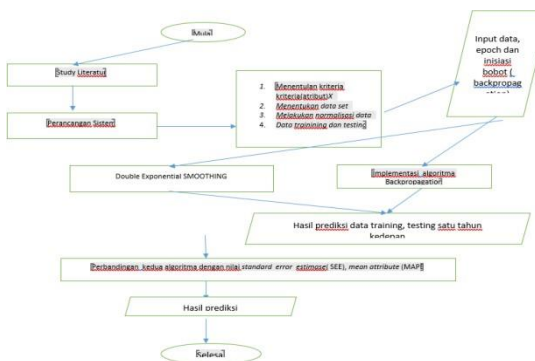 Mulai
Study Literatur
Perancangan Sistem
1. Menentulan kriteria
kriteria(atribut)X
2. Menentukan data set
3. Melakukan normalisasi data
4. Data trainining dan testing
Input data,
epoch dan
inisiasi
bobot (
backpropag
Double Exponential SMOOTHING
Implementasi algoritma
Backpropagation
Hasil prediksi data training, testing satu tahun
kedepan
Perbandingan kedua algoritma dengan nilai standard error estimase( SEE), mean attribute (MAP)
Hasil prediksi
Selesai